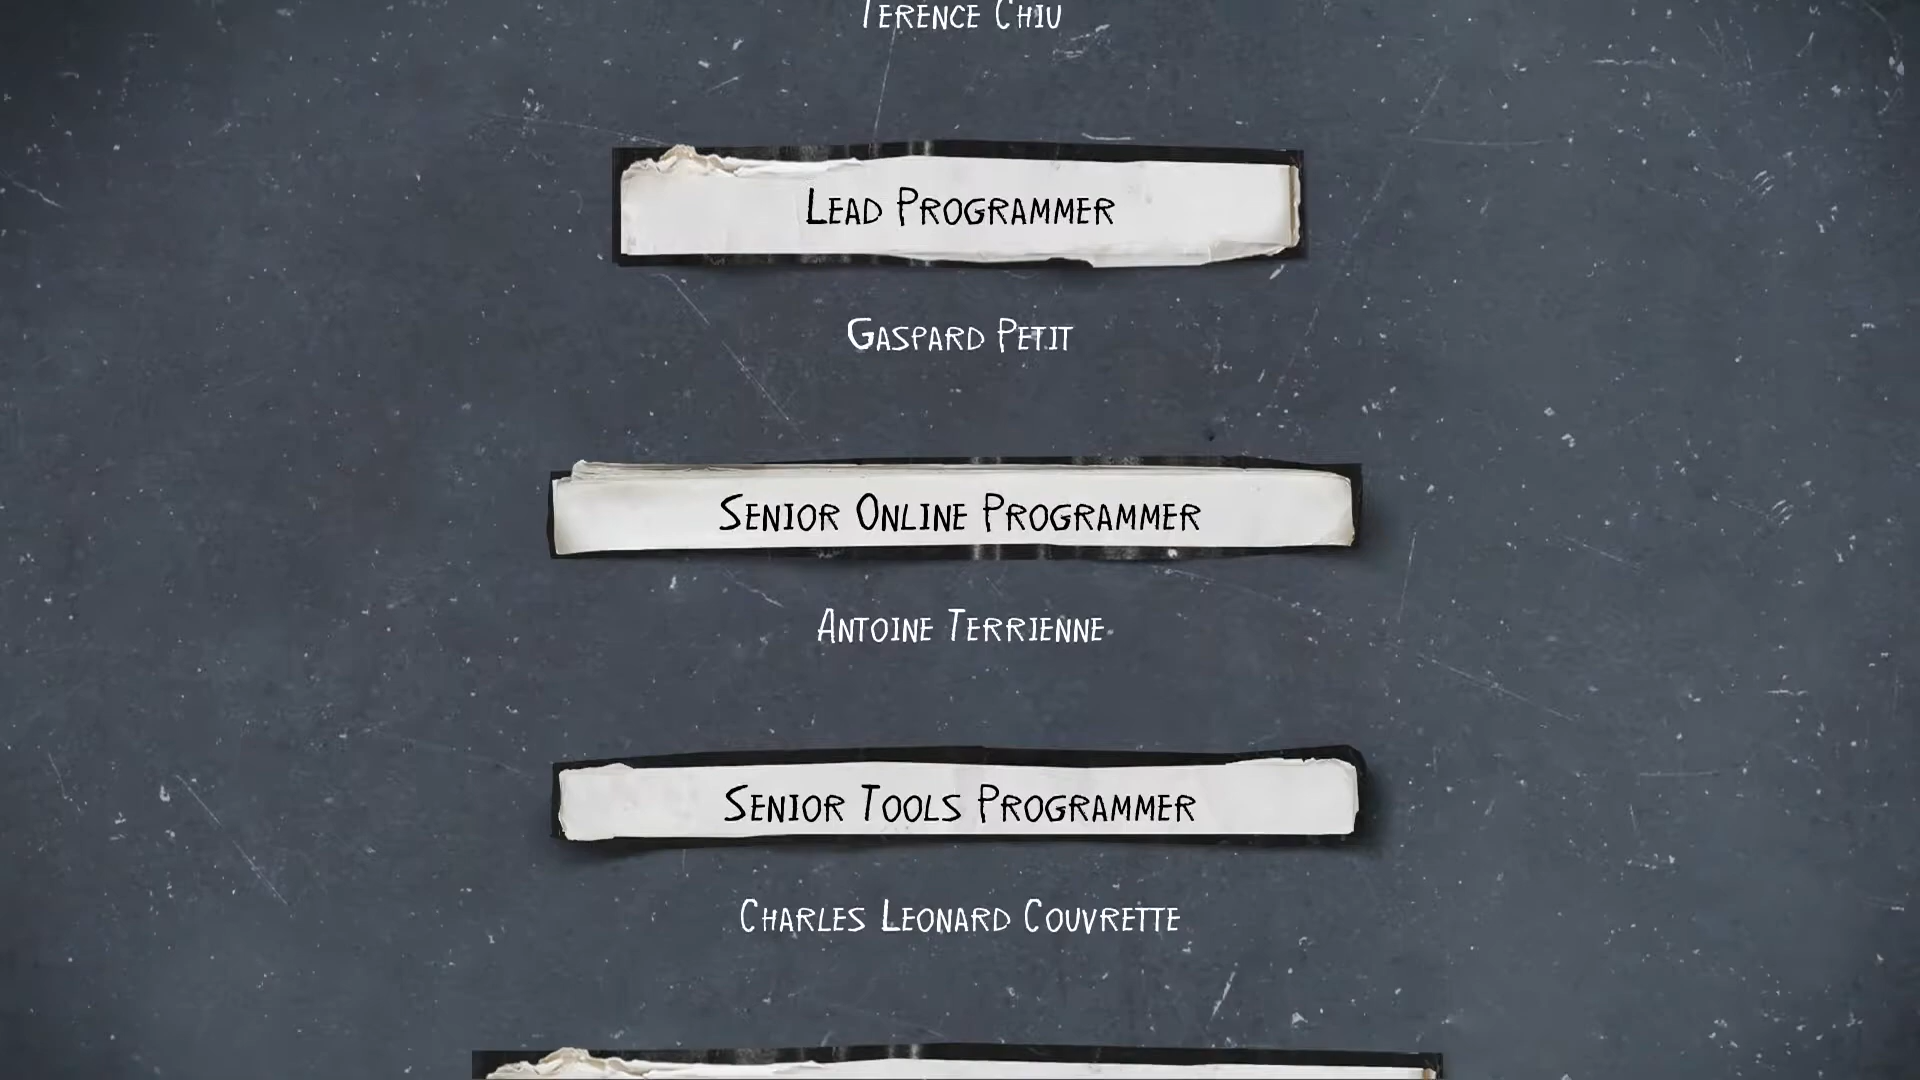 Terence Chiu
Lead Programmer
Gaspard Petit
Senior Online Programmer
Antoine Terrienne
Senior Tools Programmer
Charles Leonard Couvrette